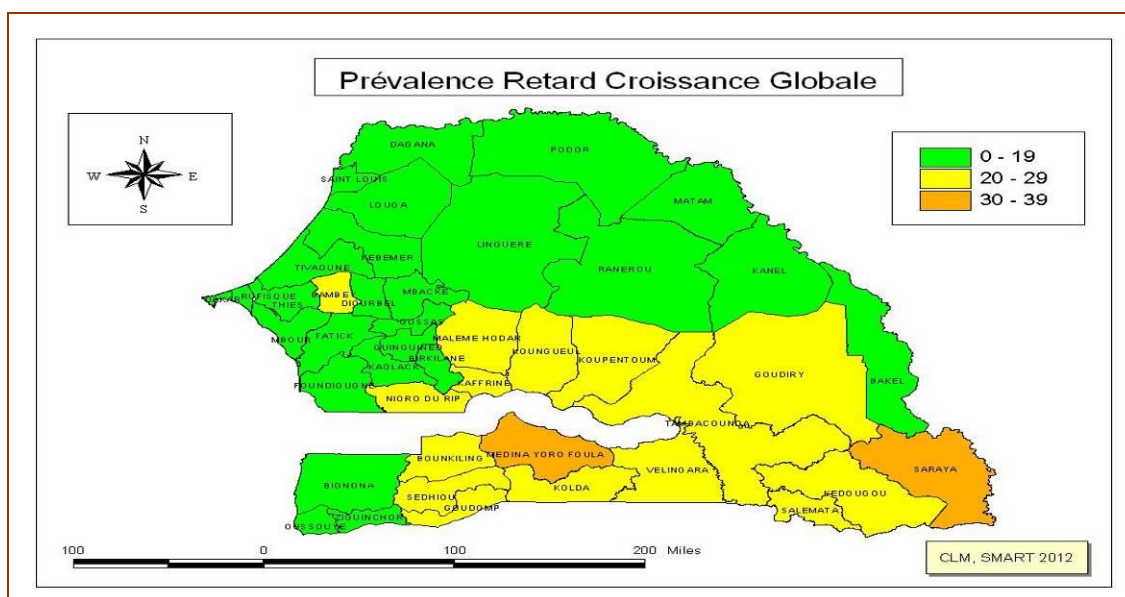 Prévalence Retard Croissance Globale
N
W E
S
0 - 19
20 - 29
30 - 39
DAGANA
PODOR
SAINT LOUIS
MATAM
LOUGA
LINGUERE
RANEROU
KANEL
KEBEMER
TIVAOUNE
MBACKE
DAKAR RUFISQUE THIES BAMBEY DIOURBEL
GOSSAS
MBOUR FATICK
GUINGUINEO
MALEME HODAR
KOUNGUEUL
KOUPENTOUM
BIRKILANE
KAOLACK
GOUDIRY
BAKEL
FOUNDIOUGNE
KAFFRINE
NIORO DU RIP
TAMBACOUNDA
MEDINA YORO FOULA
BOUNKILING
VELINGARA
SARAYA
BIGNONA
KOLDA
SEDHIOU
GOUDOMP
KEDOUGOU
SALEMATA
OUSSOUYE
ZIGUINCHOR
100 0 100 200 Miles
CLM, SMART 2012